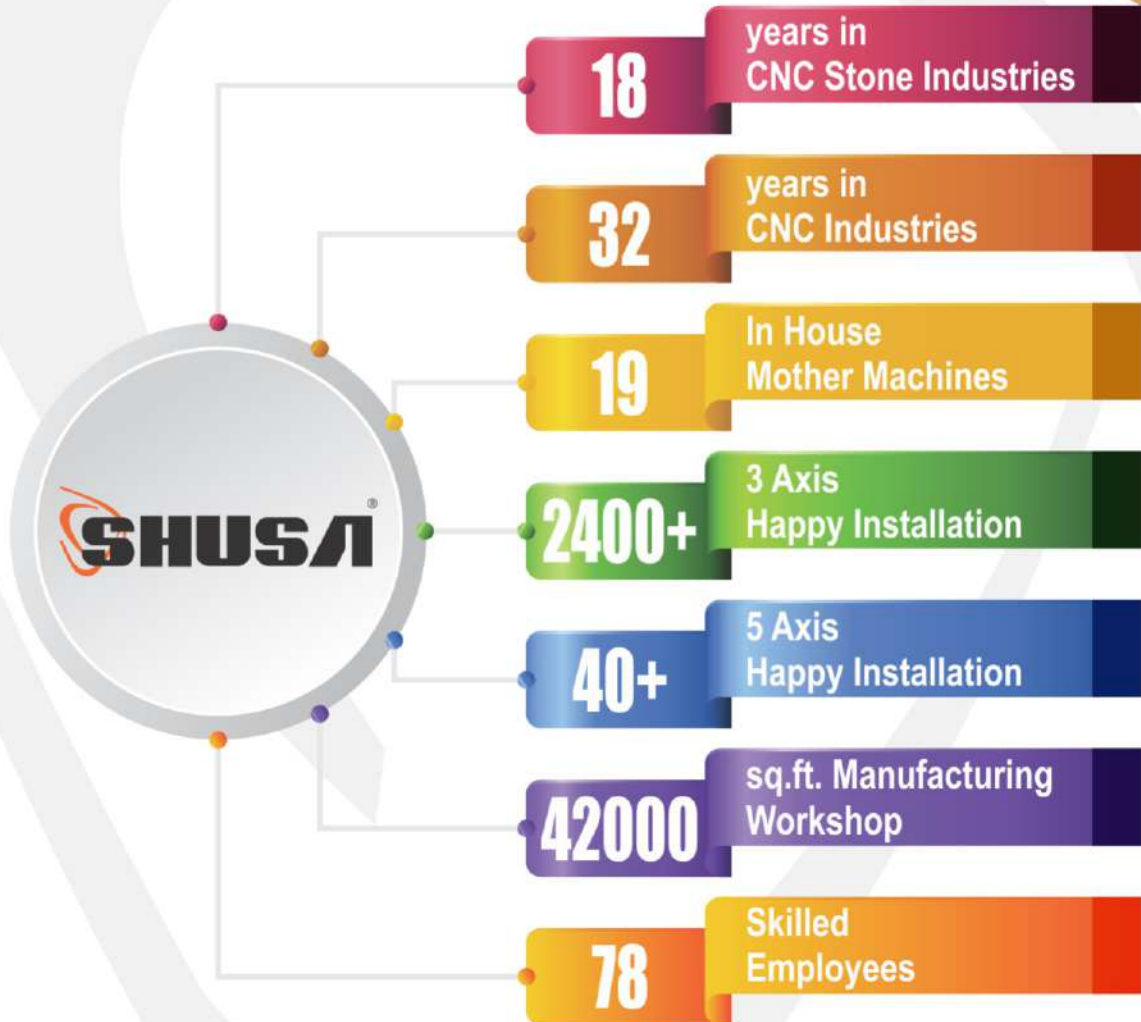 18
years in
CNC Stone Industries
32
years in
CNC Industries
19
In House
Mother Machines
SHUSA®
2400+
3 Axis
Happy Installation
40+
5 Axis
Happy Installation
42000
sq.ft. Manufacturing
Workshop
78
Skilled
Employees